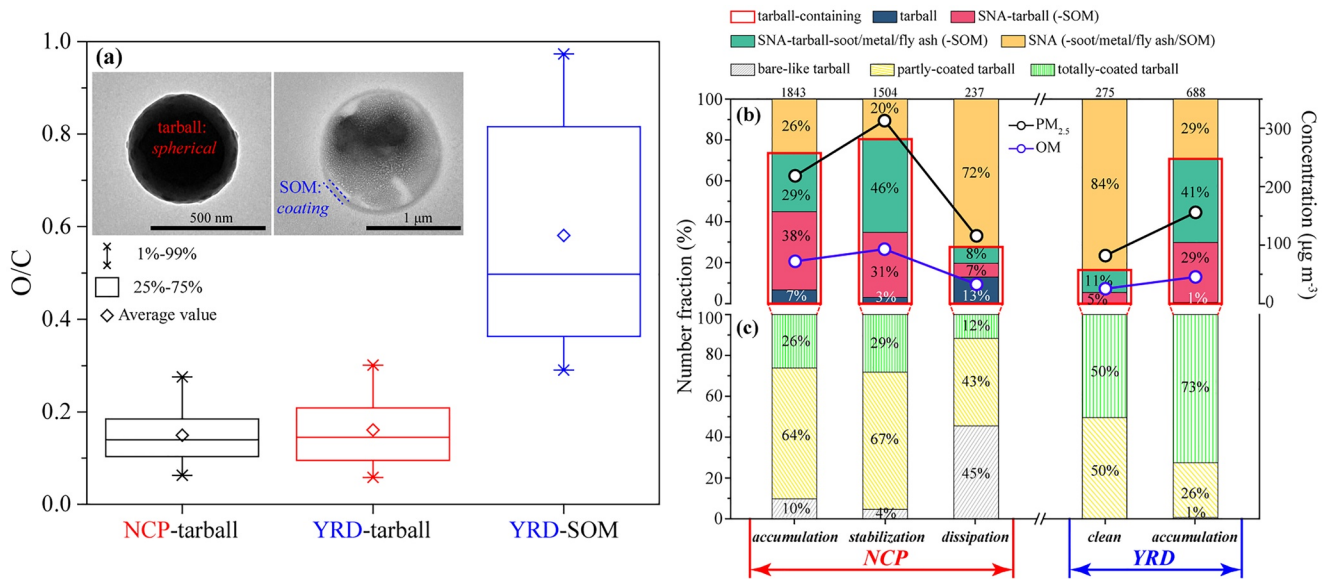 (a)
tarball:
spherical
500 nm
SOM:
coating
1 μm
1%-99%
25%-75%
Average value
O/C
1.0
0.8
0.6
0.4
0.2
0.0
NCP-tarball
YRD-tarball
YRD-SOM
tarball-containing tarball SNA-tarball (-SOM)
SNA-tarball-soot/metal/fly ash (-SOM) SNA (-soot/metal/fly ash/SOM)
bare-like tarball partly-coated tarball totally-coated tarball
1843 1504 237 275 688
(b)
PM2.5
OM
Number fraction (%)
Concentration (μg m-3)
100
80
60
40
20
0
300
200
100
0
26%
29%
38%
7%
20%
46%
31%
3%
72%
8%
7%
13%
84%
11%
5%
29%
41%
29%
1%
(c)
100
80
60
40
20
0
26%
64%
10%
29%
67%
4%
12%
43%
45%
50%
50%
73%
26%
1%
accumulation stabilization dissipation clean accumulation
NCP YRD